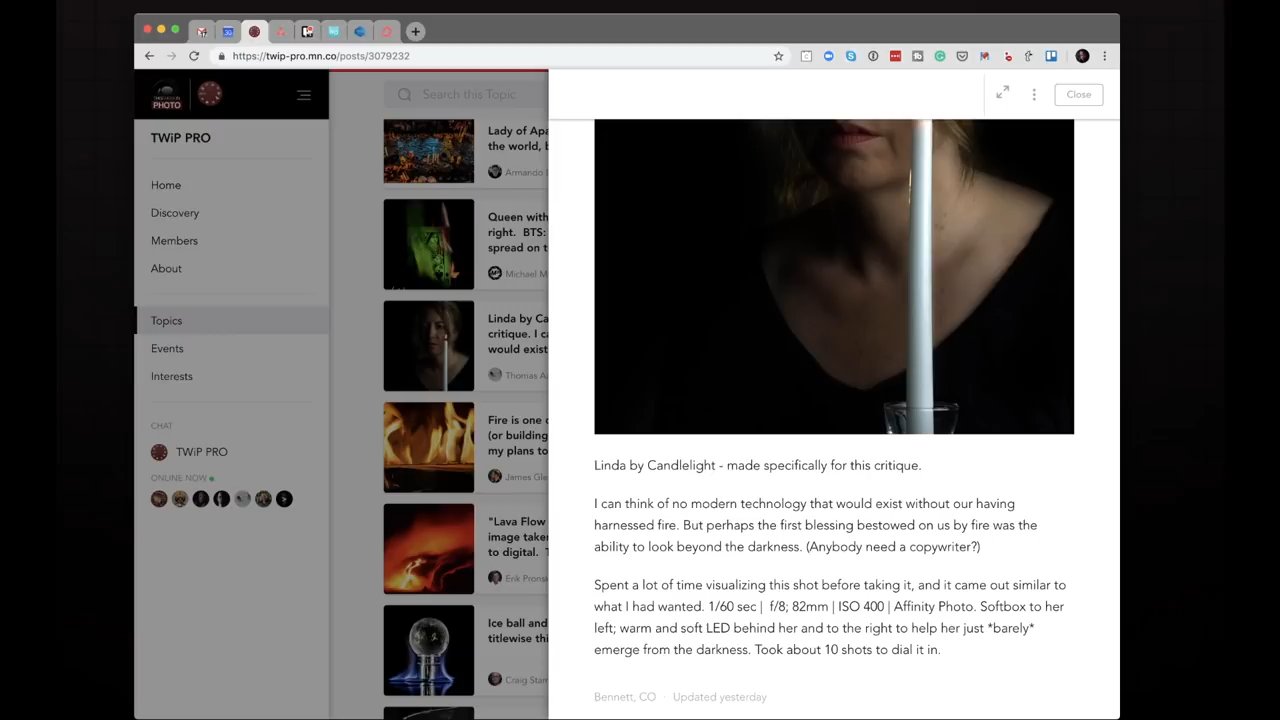 https://twip-pro.mn.co/posts/3079232
PHOTO
TWiP PRO
Home
Discovery
Members
About
Topics
Events
Interests
CHAT
TWiP PRO
ONLINE NOW
Search this Topic
Lady of Apa
the world, b
Armando
Queen with
right. BTS:
spread on t
Michael M
Linda by Ca
critique. I ca
would exist
Thomas Aa
Fire is one o
(or building
my plans to
James Gle
"Lava Flow
image taken
to digital. T
Erik Pronsk
Ice ball and
titlewise thi
Craig Stam
Close
Linda by Candlelight - made specifically for this critique.
I can think of no modern technology that would exist without our having
harnessed fire. But perhaps the first blessing bestowed on us by fire was the
ability to look beyond the darkness. (Anybody need a copywriter?)
Spent a lot of time visualizing this shot before taking it, and it came out similar to
what I had wanted. 1/60 sec | f/8; 82mm | ISO 400 | Affinity Photo. Softbox to her
left; warm and soft LED behind her and to the right to help her just *barely*
emerge from the darkness. Took about 10 shots to dial it in.
Bennett, CO · Updated yesterday